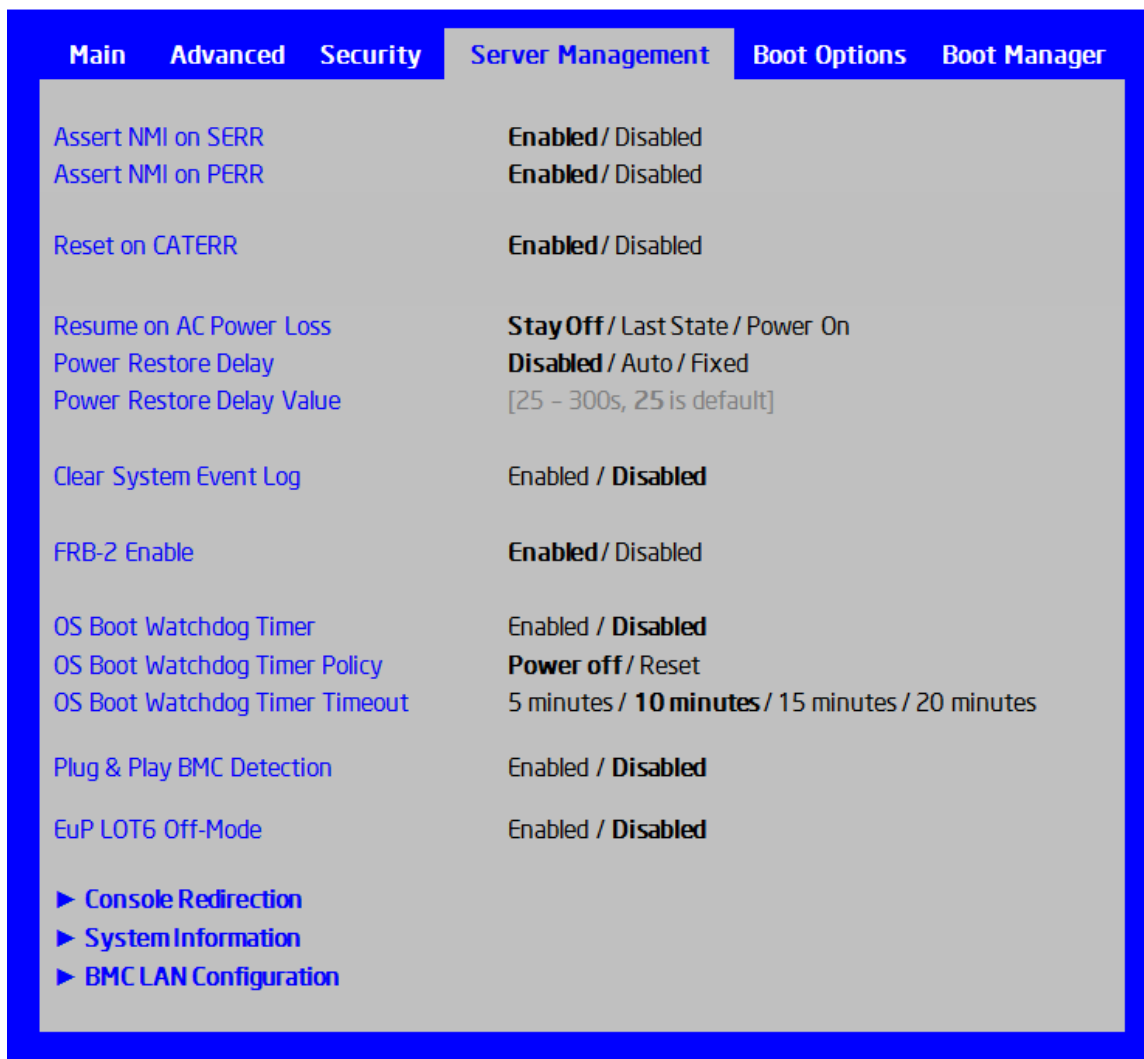 Main Advanced Security Server Management Boot Options Boot Manager
Assert NMI on SERR Enabled / Disabled
Assert NMI on PERR Enabled / Disabled
Reset on CATERR Enabled / Disabled
Resume on AC Power Loss Stay Off / Last State / Power On
Power Restore Delay Disabled / Auto / Fixed
Power Restore Delay Value [25 – 300s, 25 is default]
Clear System Event Log Enabled / Disabled
FRB-2 Enable Enabled / Disabled
OS Boot Watchdog Timer Enabled / Disabled
OS Boot Watchdog Timer Policy Power off / Reset
OS Boot Watchdog Timer Timeout 5 minutes / 10 minutes / 15 minutes / 20 minutes
Plug & Play BMC Detection Enabled / Disabled
EuP LOT6 Off-Mode Enabled / Disabled
► Console Redirection
► System Information
► BMC LAN Configuration